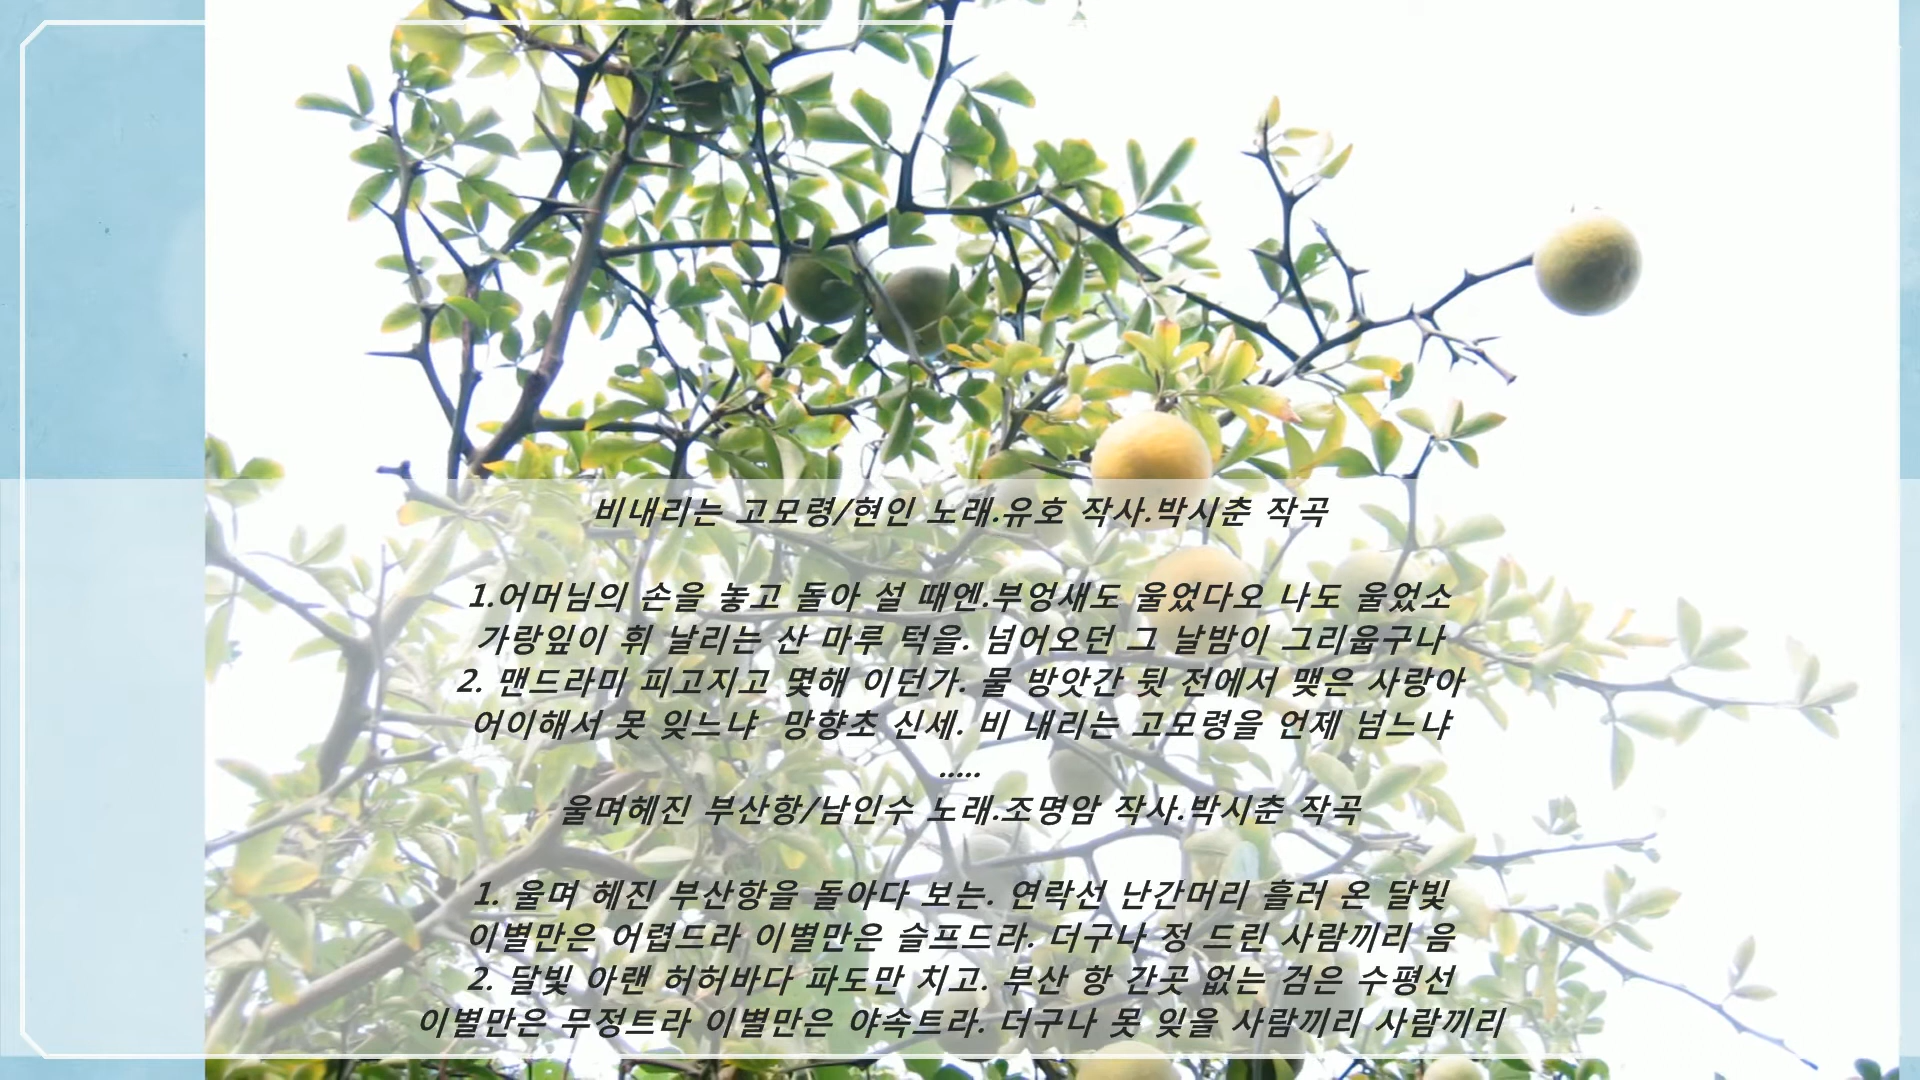 비내리는 고모령/현인 노래.유호 작사.박시춘 작곡
1.어머님의 손을 놓고 돌아 설 때엔.부엉새도 울었다오 나도 울었소
가랑잎이 휘 날리는 산 마루 턱을. 넘어오던 그 날밤이 그리웁구나
2. 맨드라미 피고지고 몇해 이던가. 물 방앗간 뒷 전에서 맺은 사랑아
어이해서 못 잊느냐 망향초 신세. 비 내리는 고모령을 언제 넘느냐
.....
울며헤진 부산항/남인수 노래.조명암 작사.박시춘 작곡
1. 울며 헤진 부산항을 돌아다 보는. 연락선 난간머리 흘러 온 달빛
이별만은 어렵드라 이별만은 슬프드라. 더구나 정 드린 사람끼리 음
2. 달빛 아랜 허허바다 파도만 치고. 부산 항 간곳 없는 검은 수평선
이별만은 무정트라 이별만은 야속트라. 더구나 못 잊을 사람끼리 사람끼리